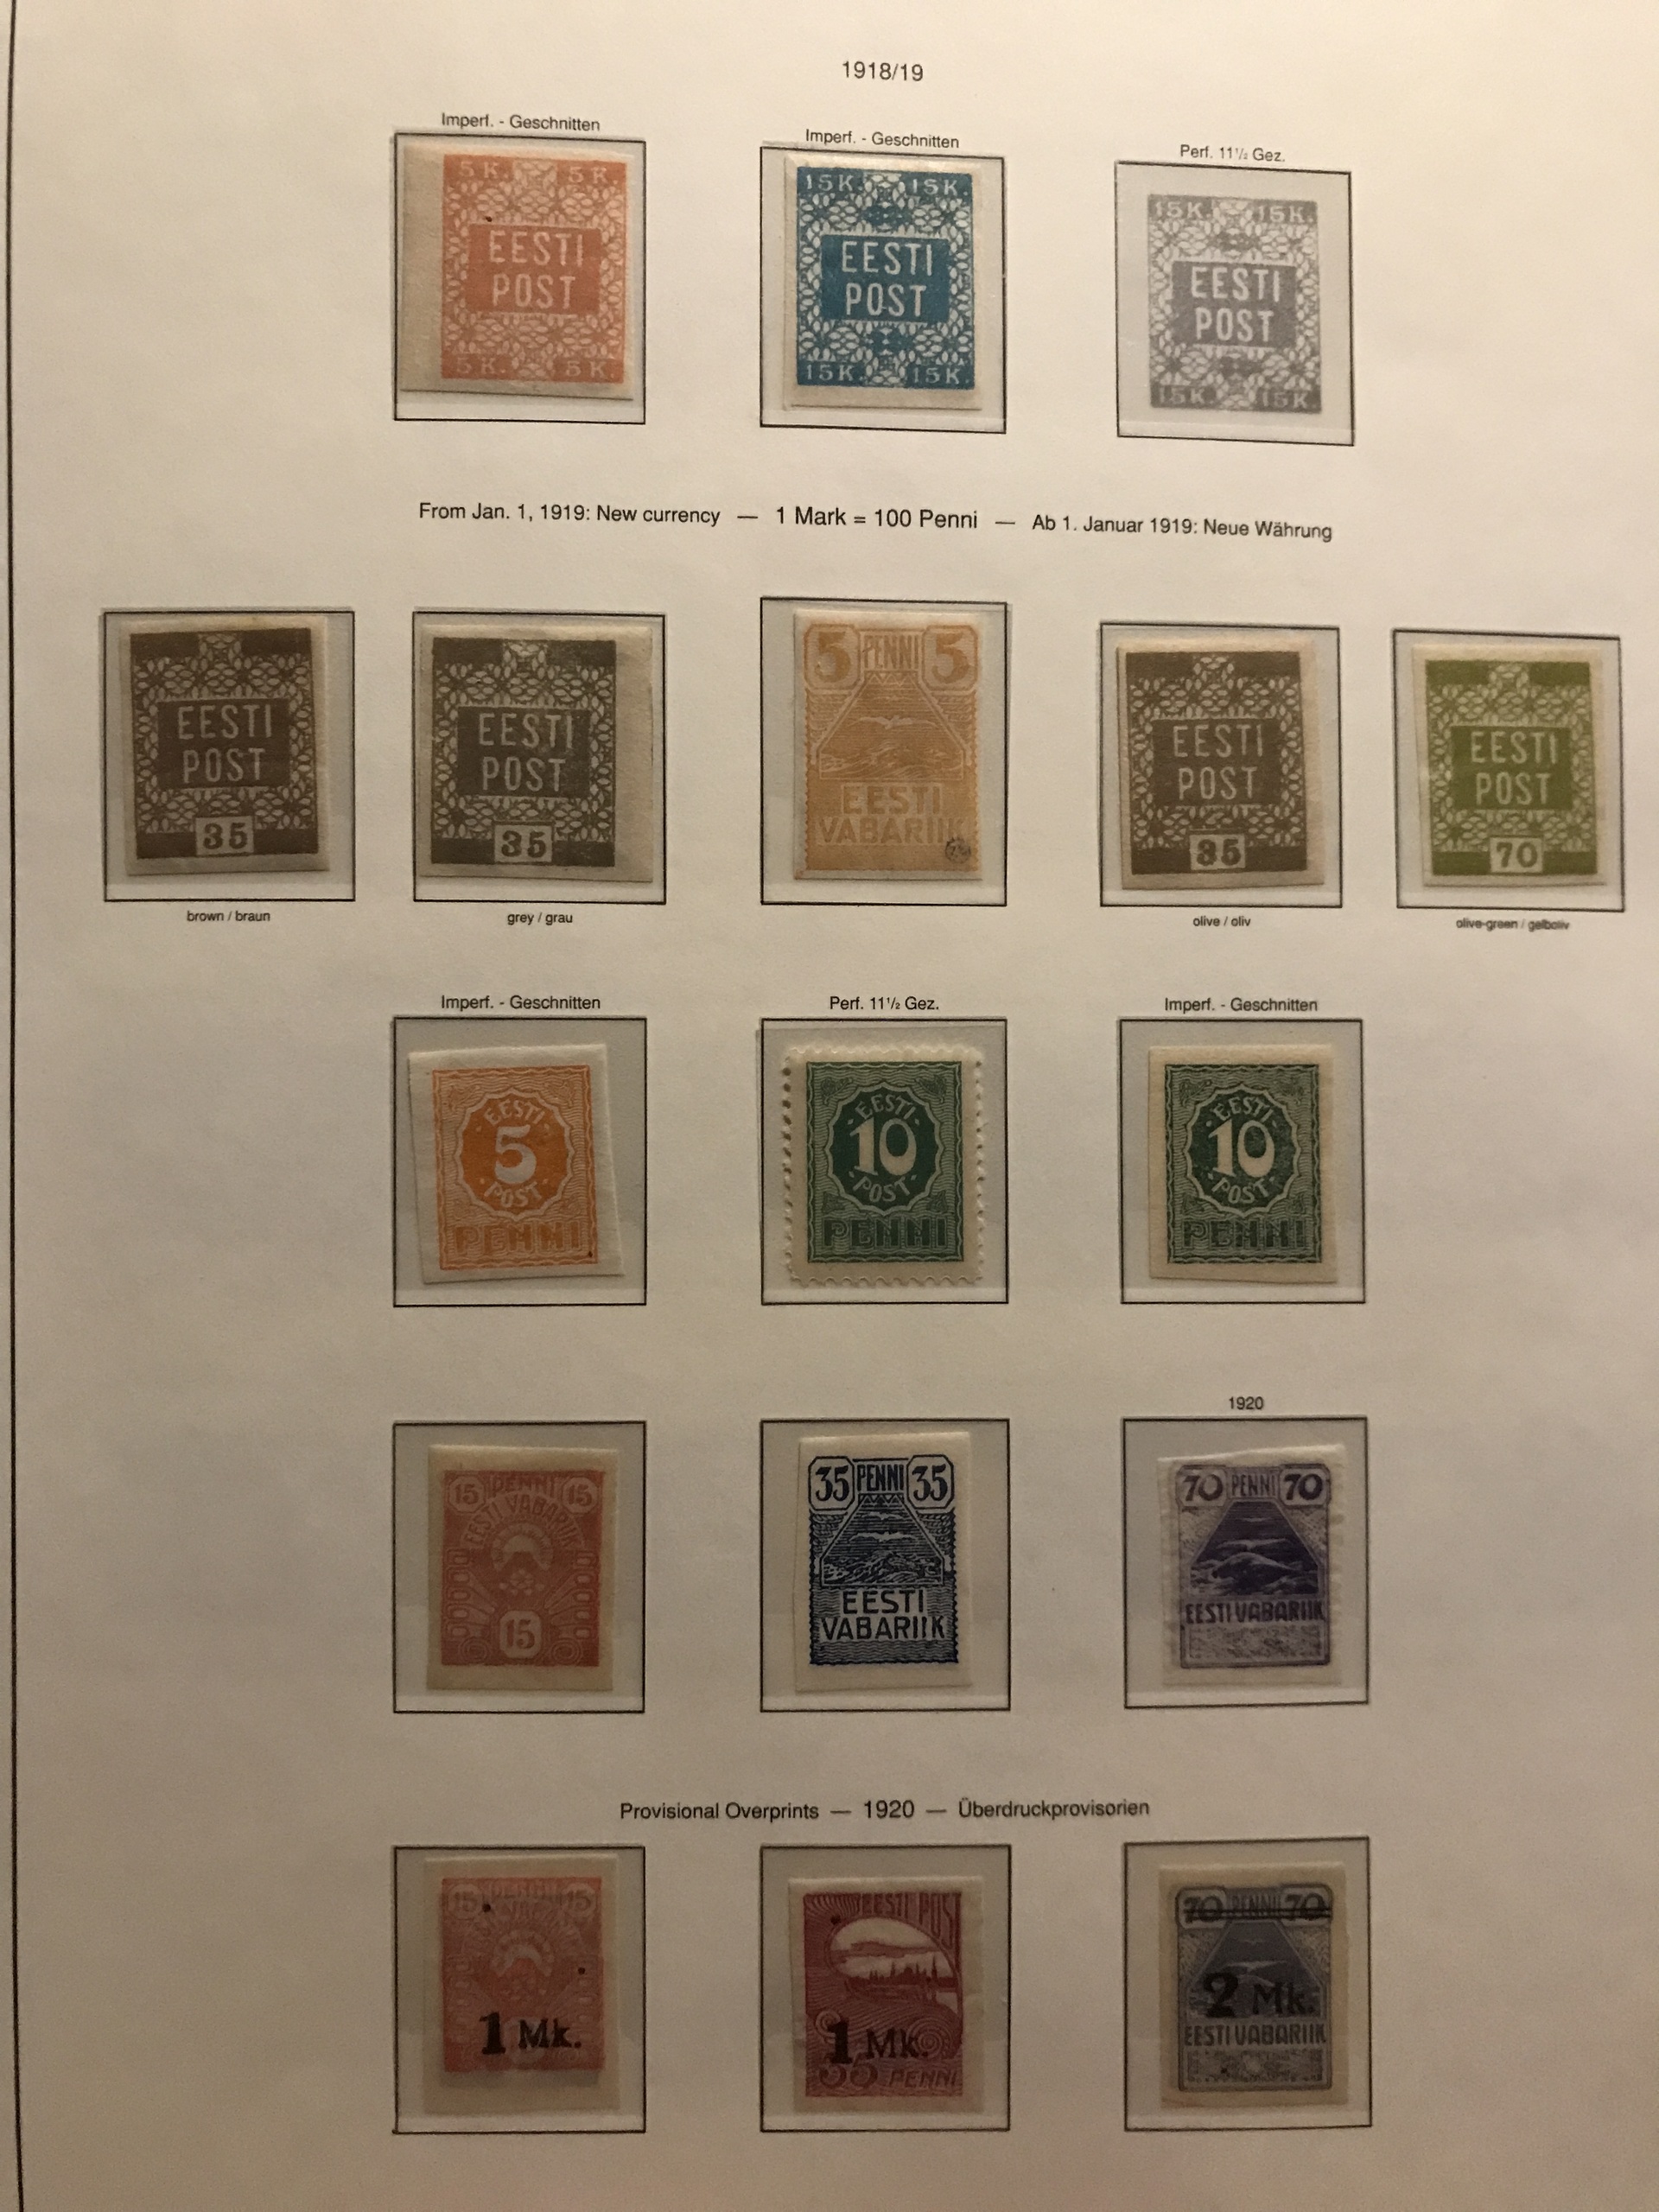 1918/19
Imperf. - Geschnitten
Imperf. - Geschnitten
Perf. 11½ Gez.
5 K. 5 K.
EESTI
POST
5 K. 5 K.
15 K. 15 K.
EESTI
POST
15 K. 15 K.
15 K. 15 K.
EESTI
POST
15 K. 15 K.
From Jan. 1, 1919: New currency — 1 Mark = 100 Penni — Ab 1. Januar 1919: Neue Währung
EESTI
POST
35
brown / braun
EESTI
POST
35
grey / grau
5 PENNI 5
EESTI
VABARIIK
EESTI
POST
35
olive / oliv
EESTI
POST
70
olive-green / gelboliv
Imperf. - Geschnitten
Perf. 11½ Gez.
Imperf. - Geschnitten
EESTI
5
POST
PENNI
EESTI
10
POST
PENNI
EESTI
10
POST
PENNI
1920
15 PENNI 15
EESTI VABARIIK
15
35 PENNI 35
EESTI
VABARIIK
70 PENNI 70
EESTI VABARIIK
Provisional Overprints — 1920 — Überdruckprovisorien
15 PENNI 15
1 Mk.
EESTI POST
1 Mk.
35 PENNI
70 PENNI 70
2 Mk.
EESTI VABARIIK